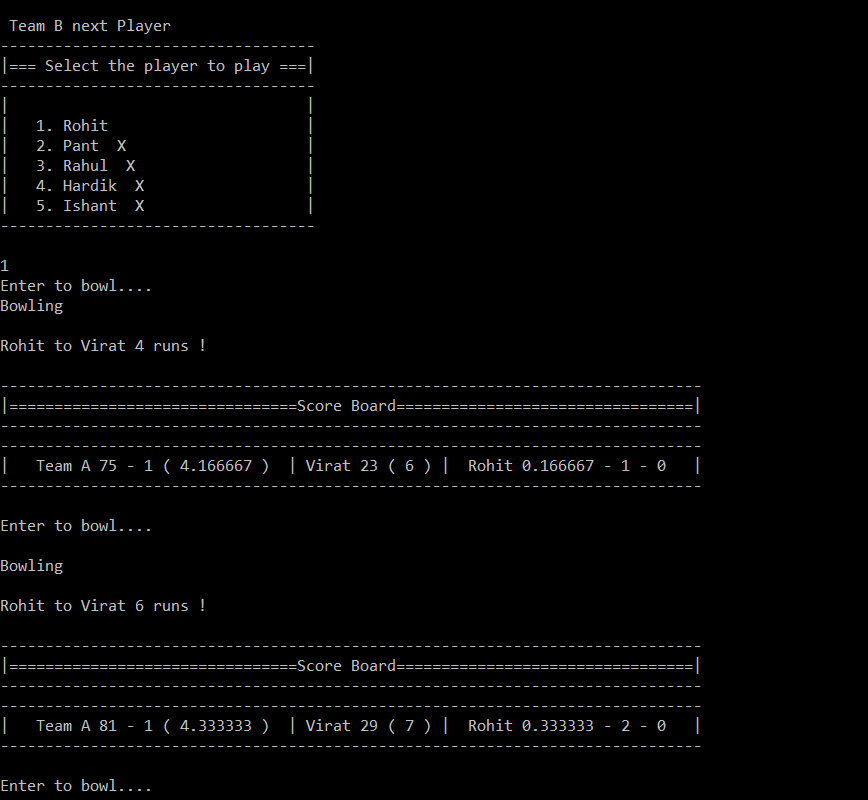 Team B next Player
-----------------------------------
|=== Select the player to play ===|
-----------------------------------
|                                 |
|   1. Rohit                      |
|   2. Pant  X                    |
|   3. Rahul  X                   |
|   4. Hardik  X                  |
|   5. Ishant  X                  |
-----------------------------------
1
Enter to bowl....
Bowling
Rohit to Virat 4 runs !
------------------------------------------------------------------------------
|================================Score Board=================================|
------------------------------------------------------------------------------
------------------------------------------------------------------------------
|   Team A 75 - 1 ( 4.166667 )  | Virat 23 ( 6 ) |  Rohit 0.166667 - 1 - 0   |
------------------------------------------------------------------------------
Enter to bowl....
Bowling
Rohit to Virat 6 runs !
------------------------------------------------------------------------------
|================================Score Board=================================|
------------------------------------------------------------------------------
------------------------------------------------------------------------------
|   Team A 81 - 1 ( 4.333333 )  | Virat 29 ( 7 ) |  Rohit 0.333333 - 2 - 0   |
------------------------------------------------------------------------------
Enter to bowl....